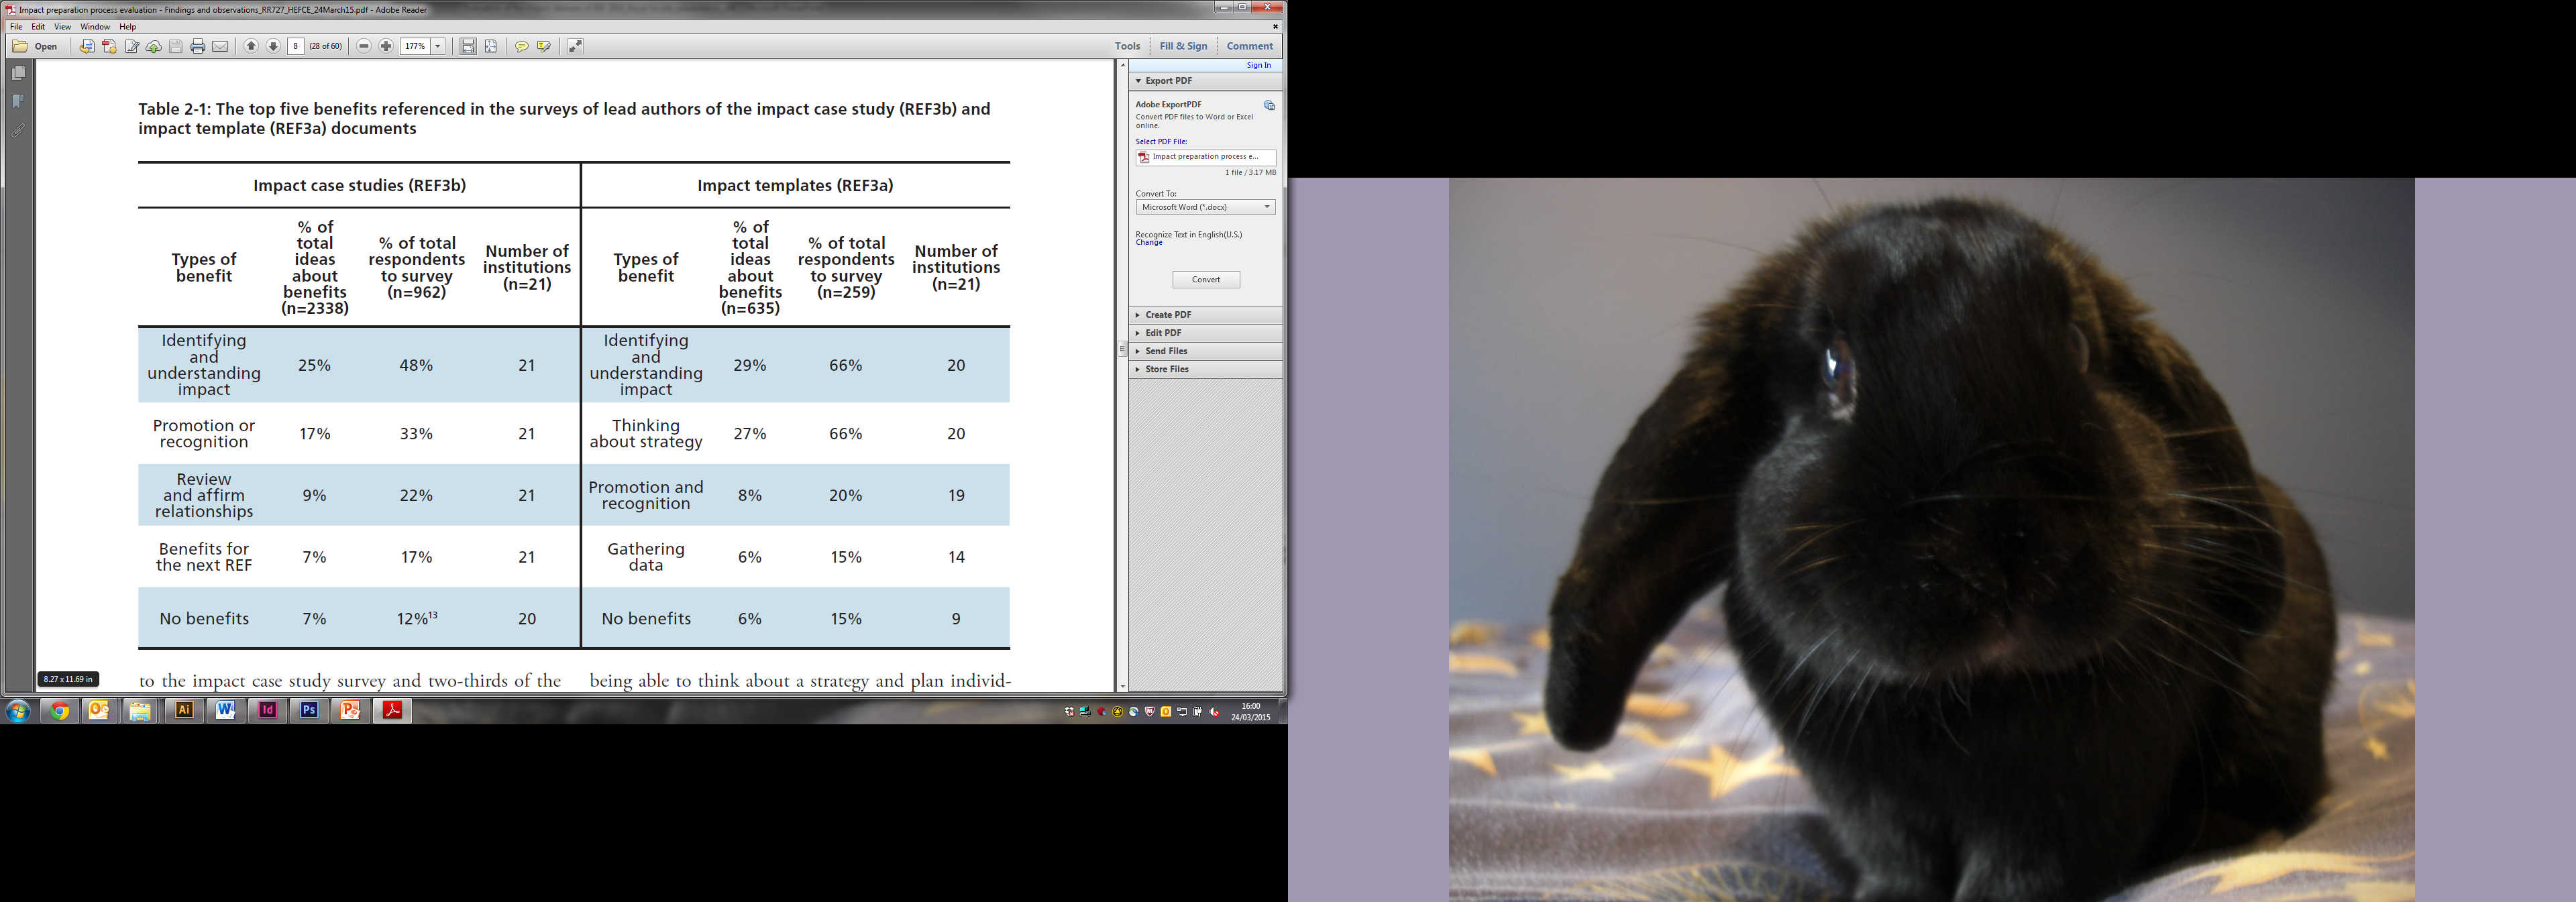 Impact preparation process evaluation - Findings and observations_RR727_HEFCE_24March15.pdf - Adobe Reader
File Edit View Window Help
Open 8 (28 of 60) 177% Tools Fill & Sign Comment
Sign In
Export PDF
Adobe ExportPDF
Convert PDF files to Word or Excel
online.
Select PDF File:
Impact preparation process e...
1 file / 3.17 MB
Convert To:
Microsoft Word (*.docx)
Recognize Text in English(U.S.)
Change
Convert
Create PDF
Edit PDF
Send Files
Store Files
Table 2-1: The top five benefits referenced in the surveys of lead authors of the impact case study (REF3b) and
impact template (REF3a) documents
Impact case studies (REF3b) Impact templates (REF3a)
Types of benefit % of total ideas about benefits (n=2338) % of total respondents to survey (n=962) Number of institutions (n=21) Types of benefit % of total ideas about benefits (n=635) % of total respondents to survey (n=259) Number of institutions (n=21)
Identifying and understanding impact 25% 48% 21 Identifying and understanding impact 29% 66% 20
Promotion or recognition 17% 33% 21 Thinking about strategy 27% 66% 20
Review and affirm relationships 9% 22% 21 Promotion and recognition 8% 20% 19
Benefits for the next REF 7% 17% 21 Gathering data 6% 15% 14
No benefits 7% 12%13 20 No benefits 6% 15% 9
to the impact case study survey and two-thirds of the being able to think about a strategy and plan individ-
8.27 x 11.69 in
Ai W Id Ps P
16:00
24/03/2015